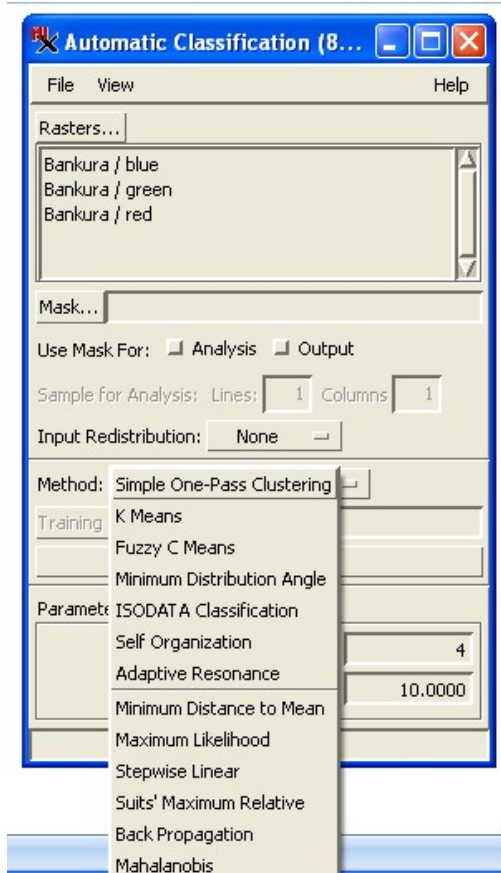 Automatic Classification (8...
File View Help
Rasters...
Bankura / blue
Bankura / green
Bankura / red
Mask...
Use Mask For: Analysis Output
Sample for Analysis: Lines: 1 Columns 1
Input Redistribution: None
Method: Simple One-Pass Clustering
Training
K Means
Fuzzy C Means
Minimum Distribution Angle
Paramete
ISODATA Classification
Self Organization
4
Adaptive Resonance
10.0000
Minimum Distance to Mean
Maximum Likelihood
Stepwise Linear
Suits' Maximum Relative
Back Propagation
Mahalanobis